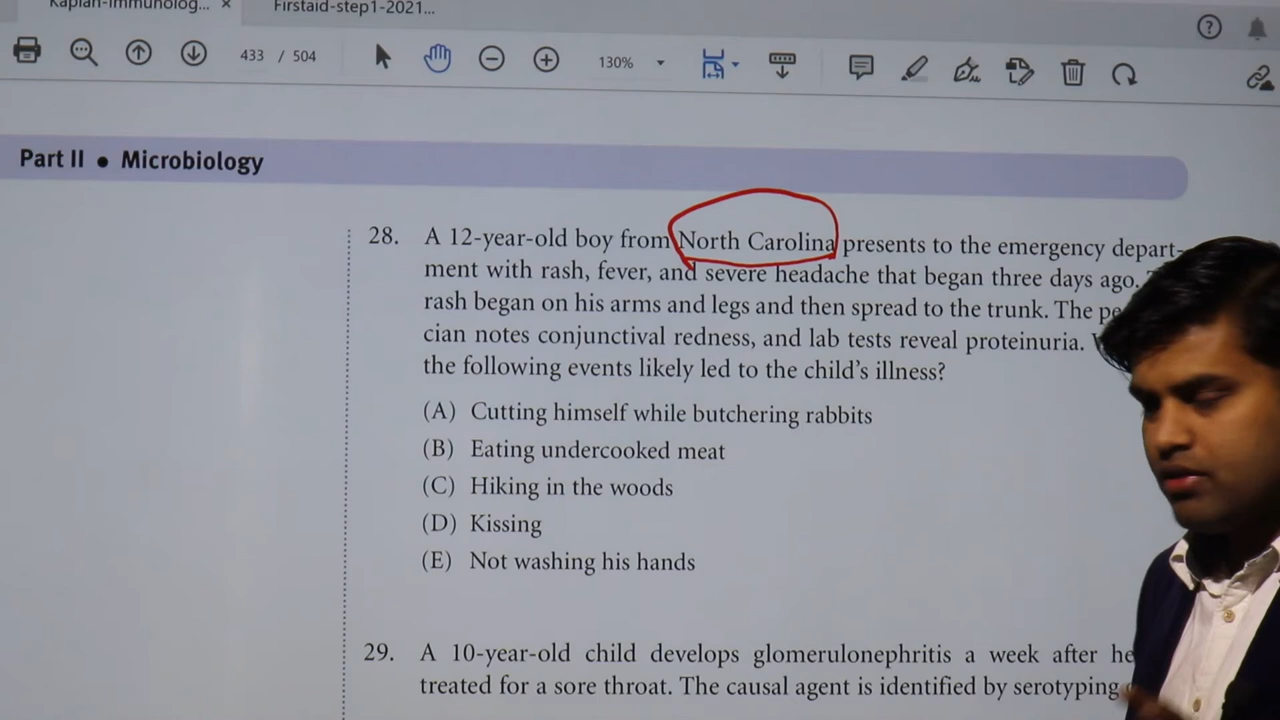 Kaplan-Immunolog... ×
Firstaid-step1-2021...
433 / 504
130%
Part II • Microbiology
28. A 12-year-old boy from North Carolina presents to the emergency depart-
ment with rash, fever, and severe headache that began three days ago.
rash began on his arms and legs and then spread to the trunk. The pe
cian notes conjunctival redness, and lab tests reveal proteinuria.
the following events likely led to the child's illness?
(A) Cutting himself while butchering rabbits
(B) Eating undercooked meat
(C) Hiking in the woods
(D) Kissing
(E) Not washing his hands
29. A 10-year-old child develops glomerulonephritis a week after he
treated for a sore throat. The causal agent is identified by serotyping